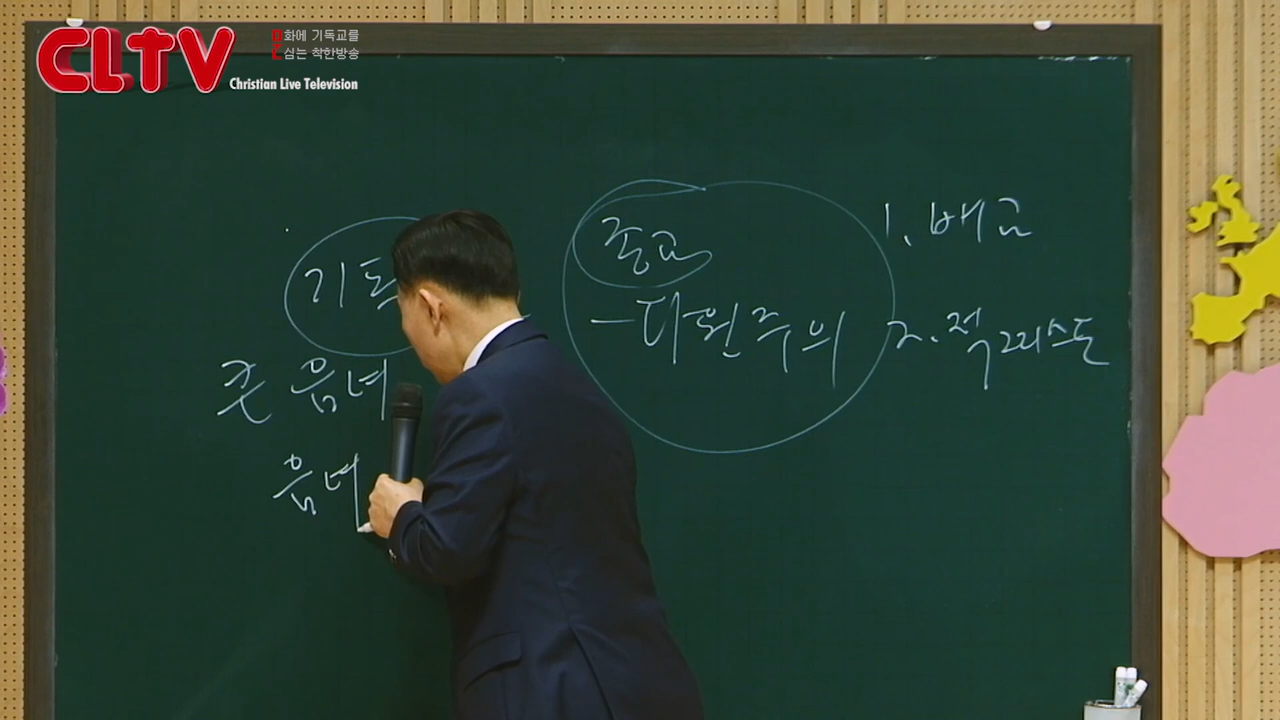 CLTV
문화에 기독교를
심는 착한방송
Christian Live Television
기독
큰 음녀
음녀
종교
-다원주의
1. 배교
2. 적그리스도